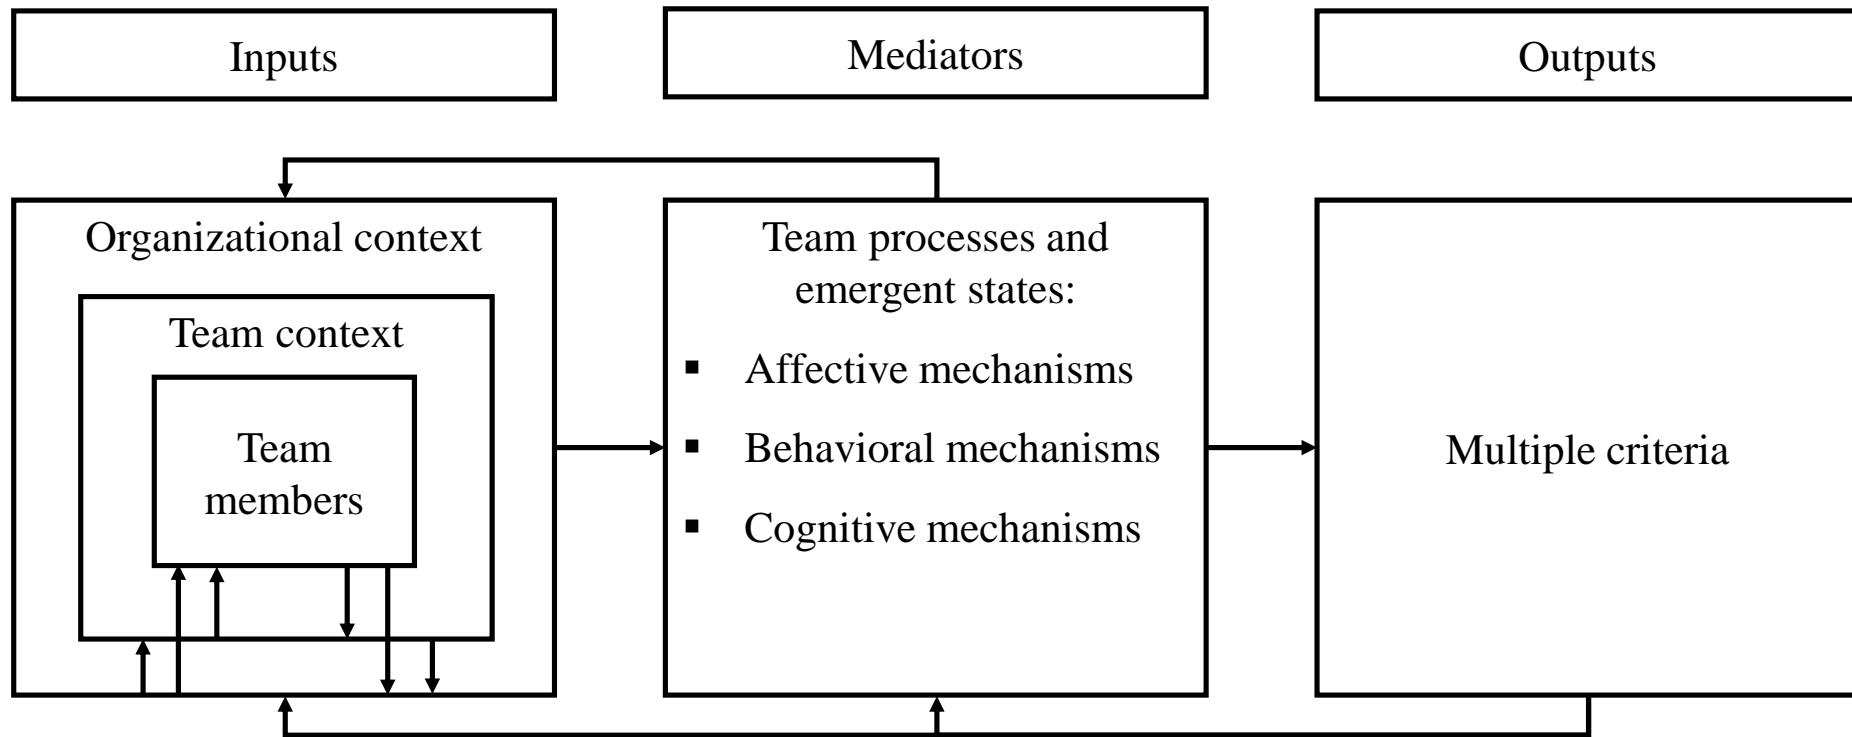 Inputs
Mediators
Outputs
Organizational context
Team context
Team
members
Team processes and
emergent states:
▪ Affective mechanisms
▪ Behavioral mechanisms
▪ Cognitive mechanisms
Multiple criteria